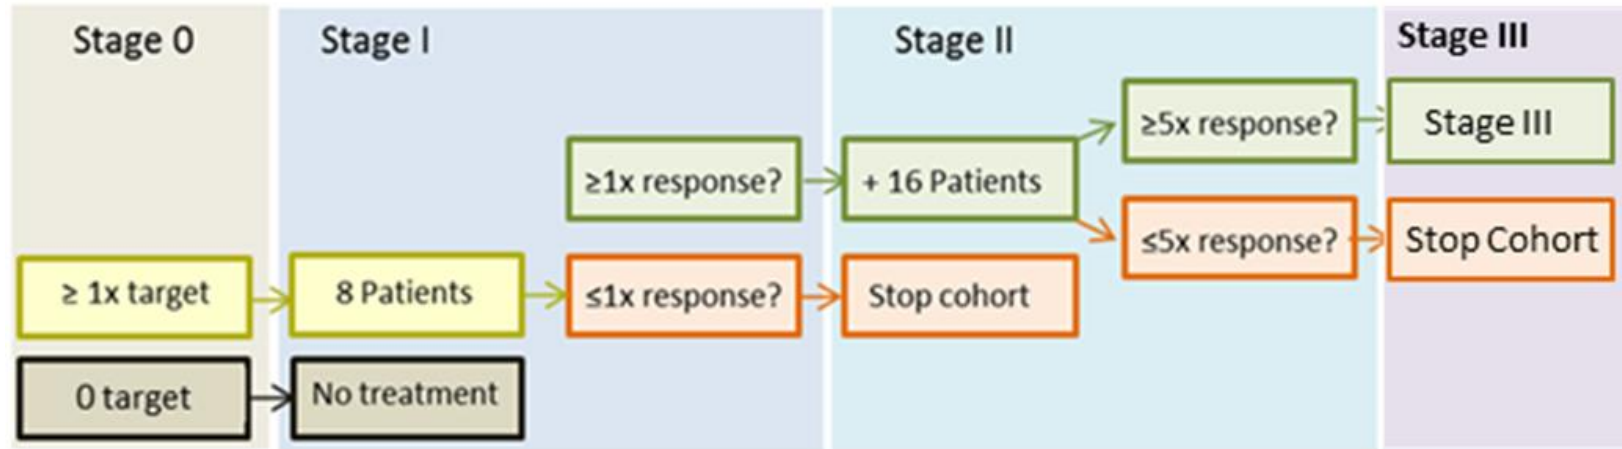 Stage 0
Stage I
Stage II
Stage III
≥5x response?
Stage III
≥1x response?
+ 16 Patients
≤5x response?
Stop Cohort
≥ 1x target
8 Patients
≤1x response?
Stop cohort
0 target
No treatment